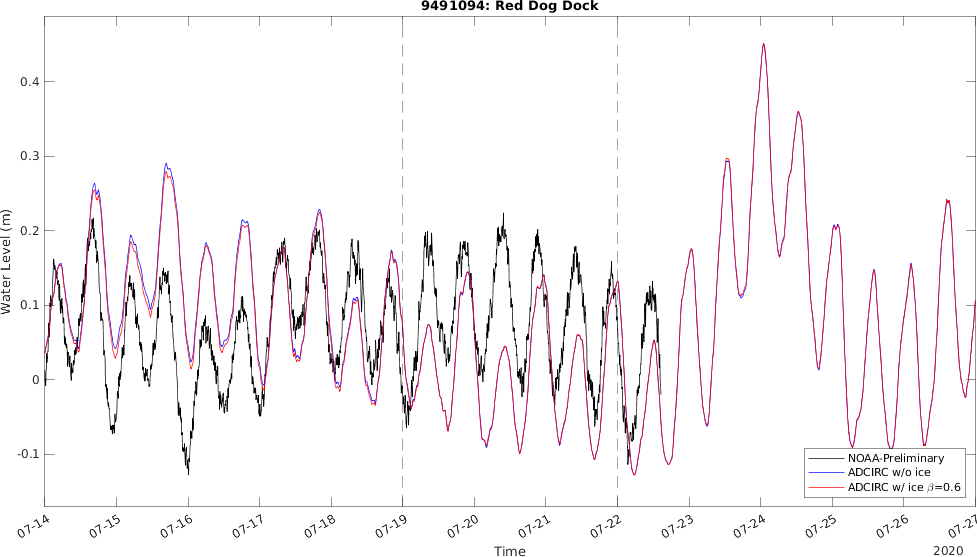 9491094: Red Dog Dock
Water Level (m)
0.4
0.3
0.2
0.1
0
-0.1
NOAA-Preliminary
ADCIRC w/o ice
ADCIRC w/ ice β=0.6
07-14 07-15 07-16 07-17 07-18 07-19 07-20 07-21 07-22 07-23 07-24 07-25 07-26 07-27
Time
2020